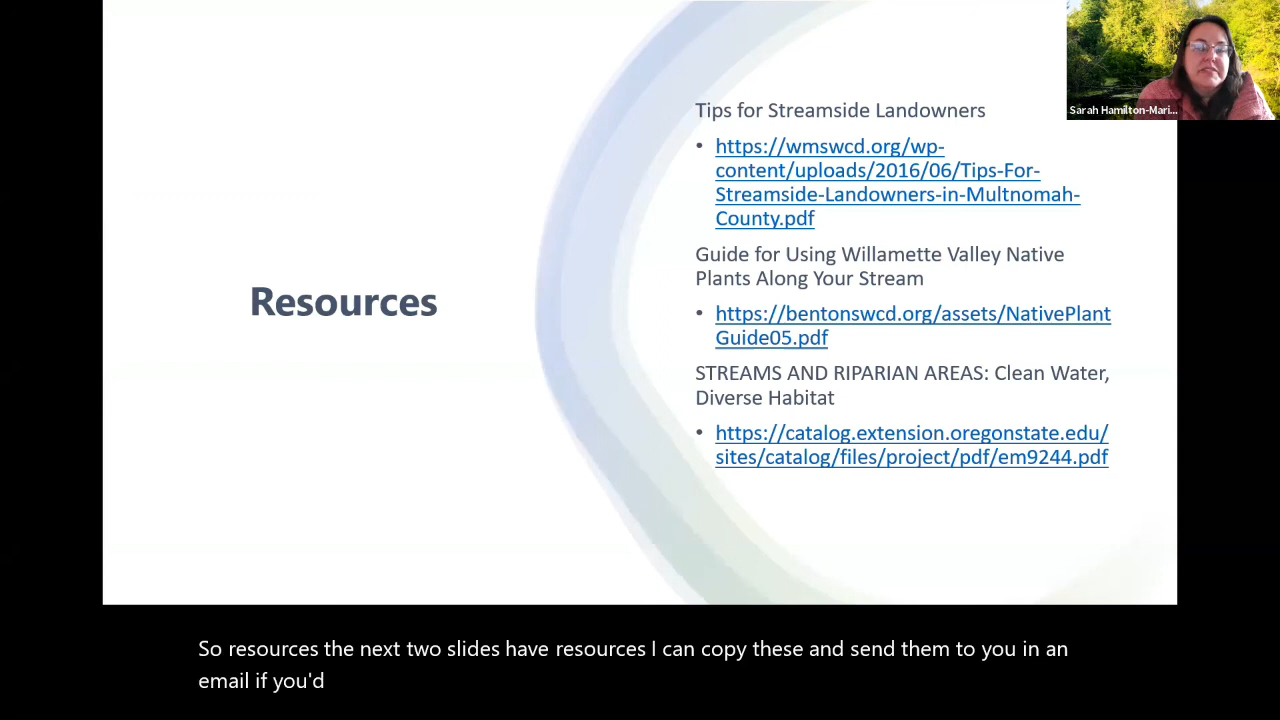 Resources
Tips for Streamside Landowners
• https://wmswcd.org/wp-
content/uploads/2016/06/Tips-For-
Streamside-Landowners-in-Multnomah-
County.pdf
Guide for Using Willamette Valley Native
Plants Along Your Stream
• https://bentonswcd.org/assets/NativePlant
Guide05.pdf
STREAMS AND RIPARIAN AREAS: Clean Water,
Diverse Habitat
• https://catalog.extension.oregonstate.edu/
sites/catalog/files/project/pdf/em9244.pdf
Sarah Hamilton-Mari...
So resources the next two slides have resources I can copy these and send them to you in an
email if you'd